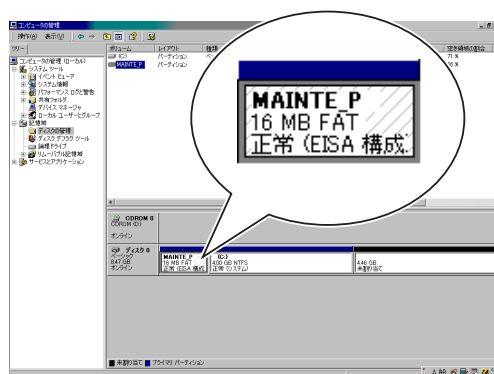 コンピュータの管理
操作(A) 表示(V)
ツリー
コンピュータの管理 (ローカル)
システム ツール
イベント ビューア
システム情報
パフォーマンス ログと警告
共有フォルダ
デバイス マネージャ
ローカル ユーザーとグループ
記憶域
ディスクの管理
ディスク デフラグ ツール
論理ドライブ
リムーバブル記憶域
サービスとアプリケーション
ボリューム レイアウト 種類 空き領域の割合
(C:) パーティション 71 %
MAINTE_P パーティション
MAINTE_P
16 MB FAT
正常 (EISA 構成
CDROM 0
CDROM (D:)
オンライン
ディスク 0
ベーシック
8.47 GB
オンライン
MAINTE_P
16 MB FAT
正常 (EISA 構成
(C:)
4.00 GB NTFS
正常 (システム)
4.46 GB
未割り当て
未割り当て プライマリ パーティション